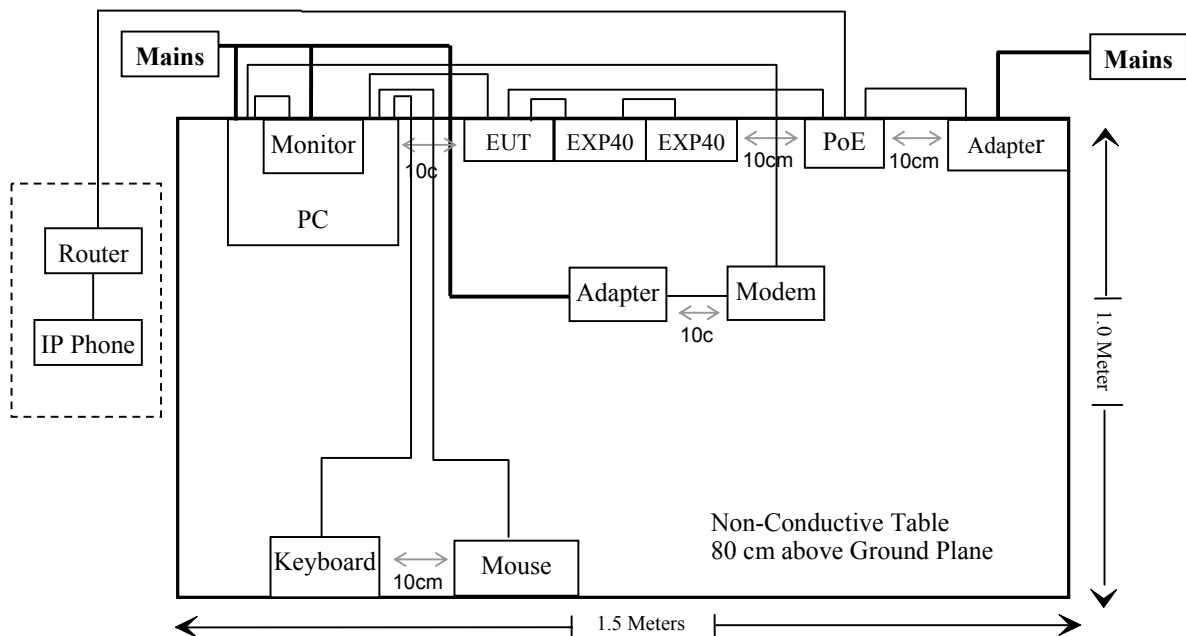 Mains
Mains
Monitor
EUT
EXP40
EXP40
PoE
Adapter
10c
10cm
10cm
PC
Router
IP Phone
Adapter
Modem
10c
1.0 Meter
Keyboard
Mouse
10cm
Non-Conductive Table
80 cm above Ground Plane
1.5 Meters